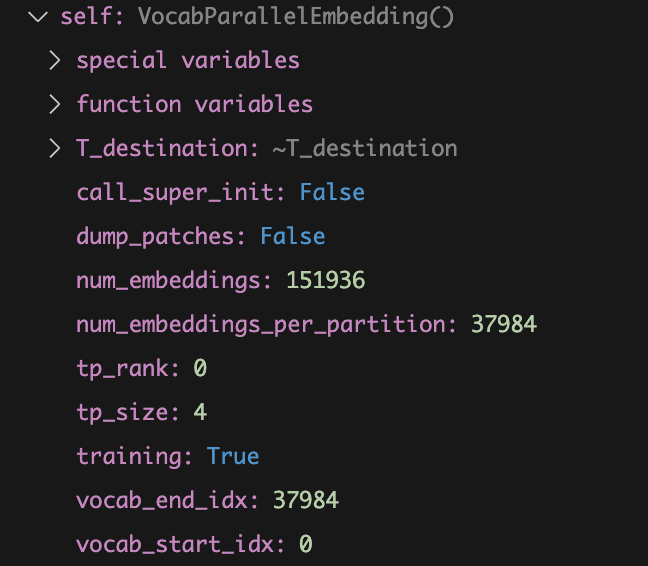 self: VocabParallelEmbedding()
special variables
function variables
T_destination: ~T_destination
call_super_init: False
dump_patches: False
num_embeddings: 151936
num_embeddings_per_partition: 37984
tp_rank: 0
tp_size: 4
training: True
vocab_end_idx: 37984
vocab_start_idx: 0